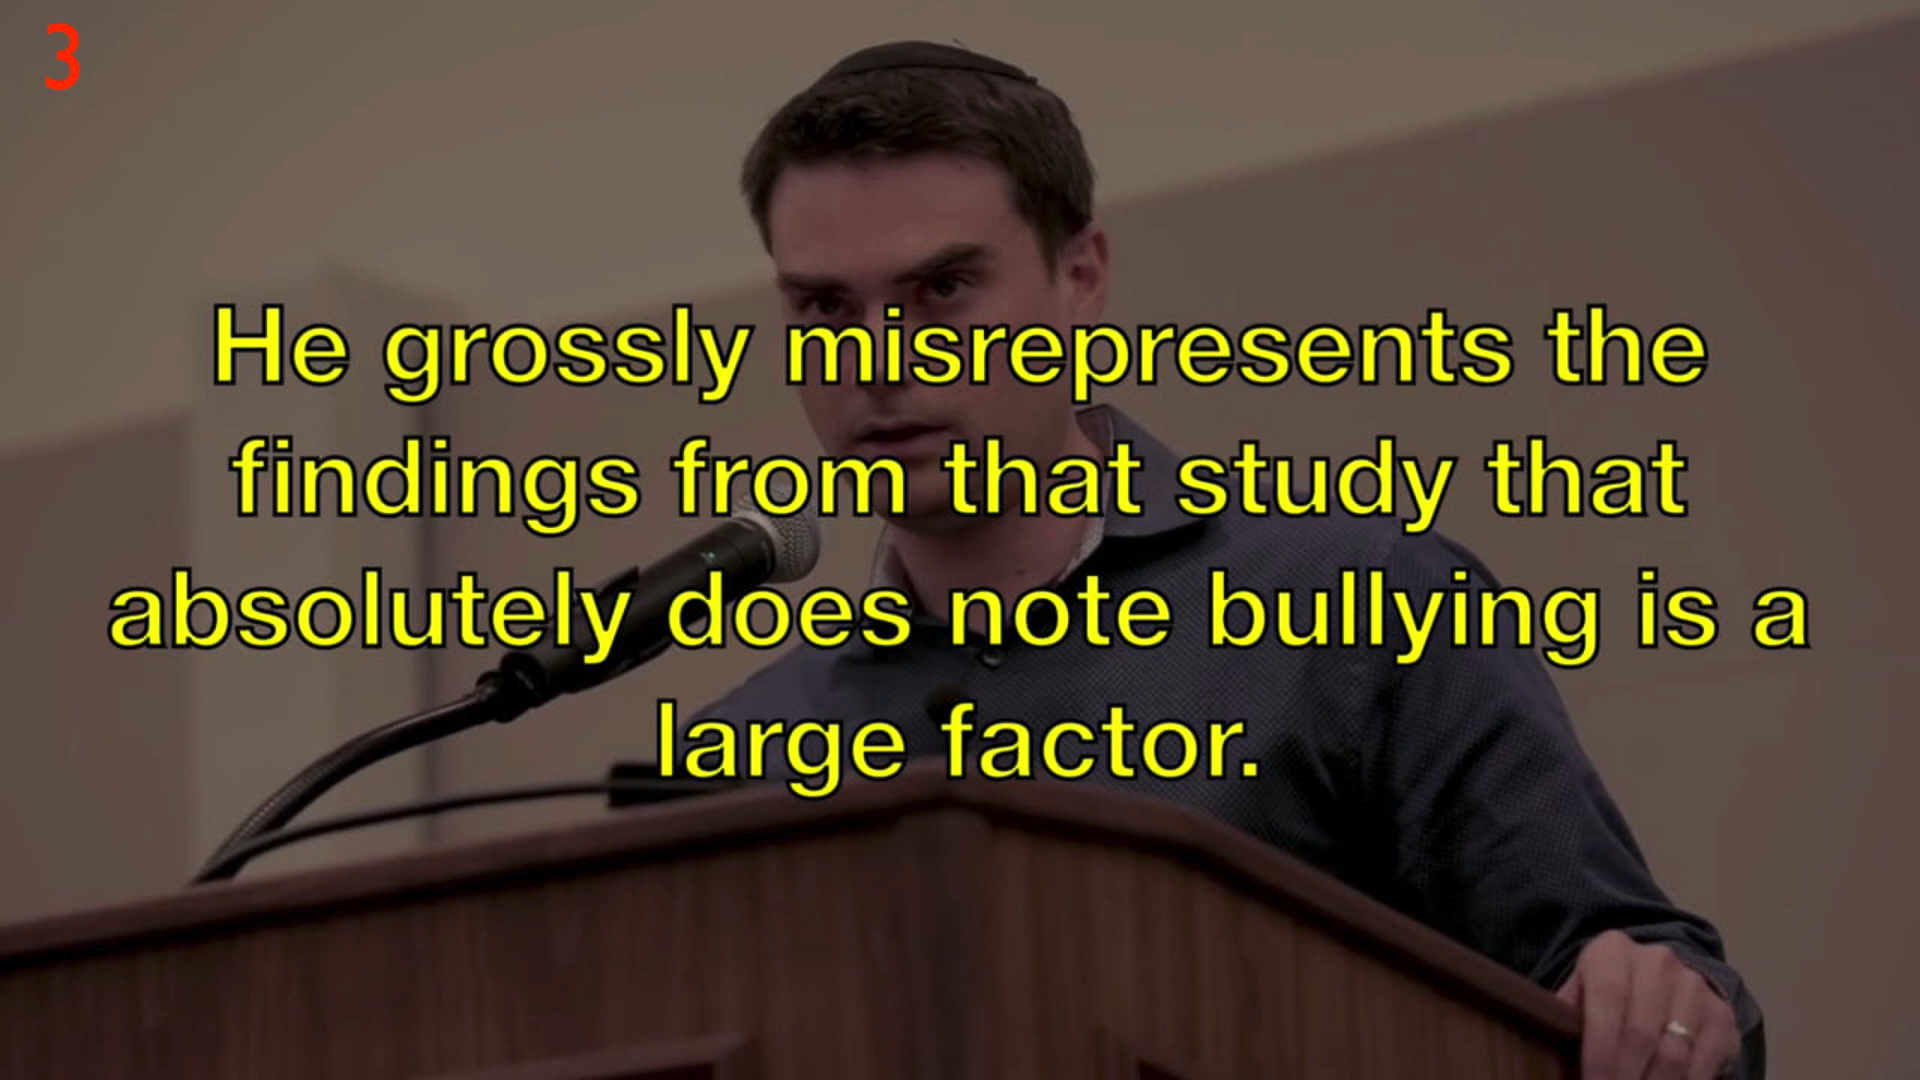 3
He grossly misrepresents the
findings from that study that
absolutely does note bullying is a
large factor.